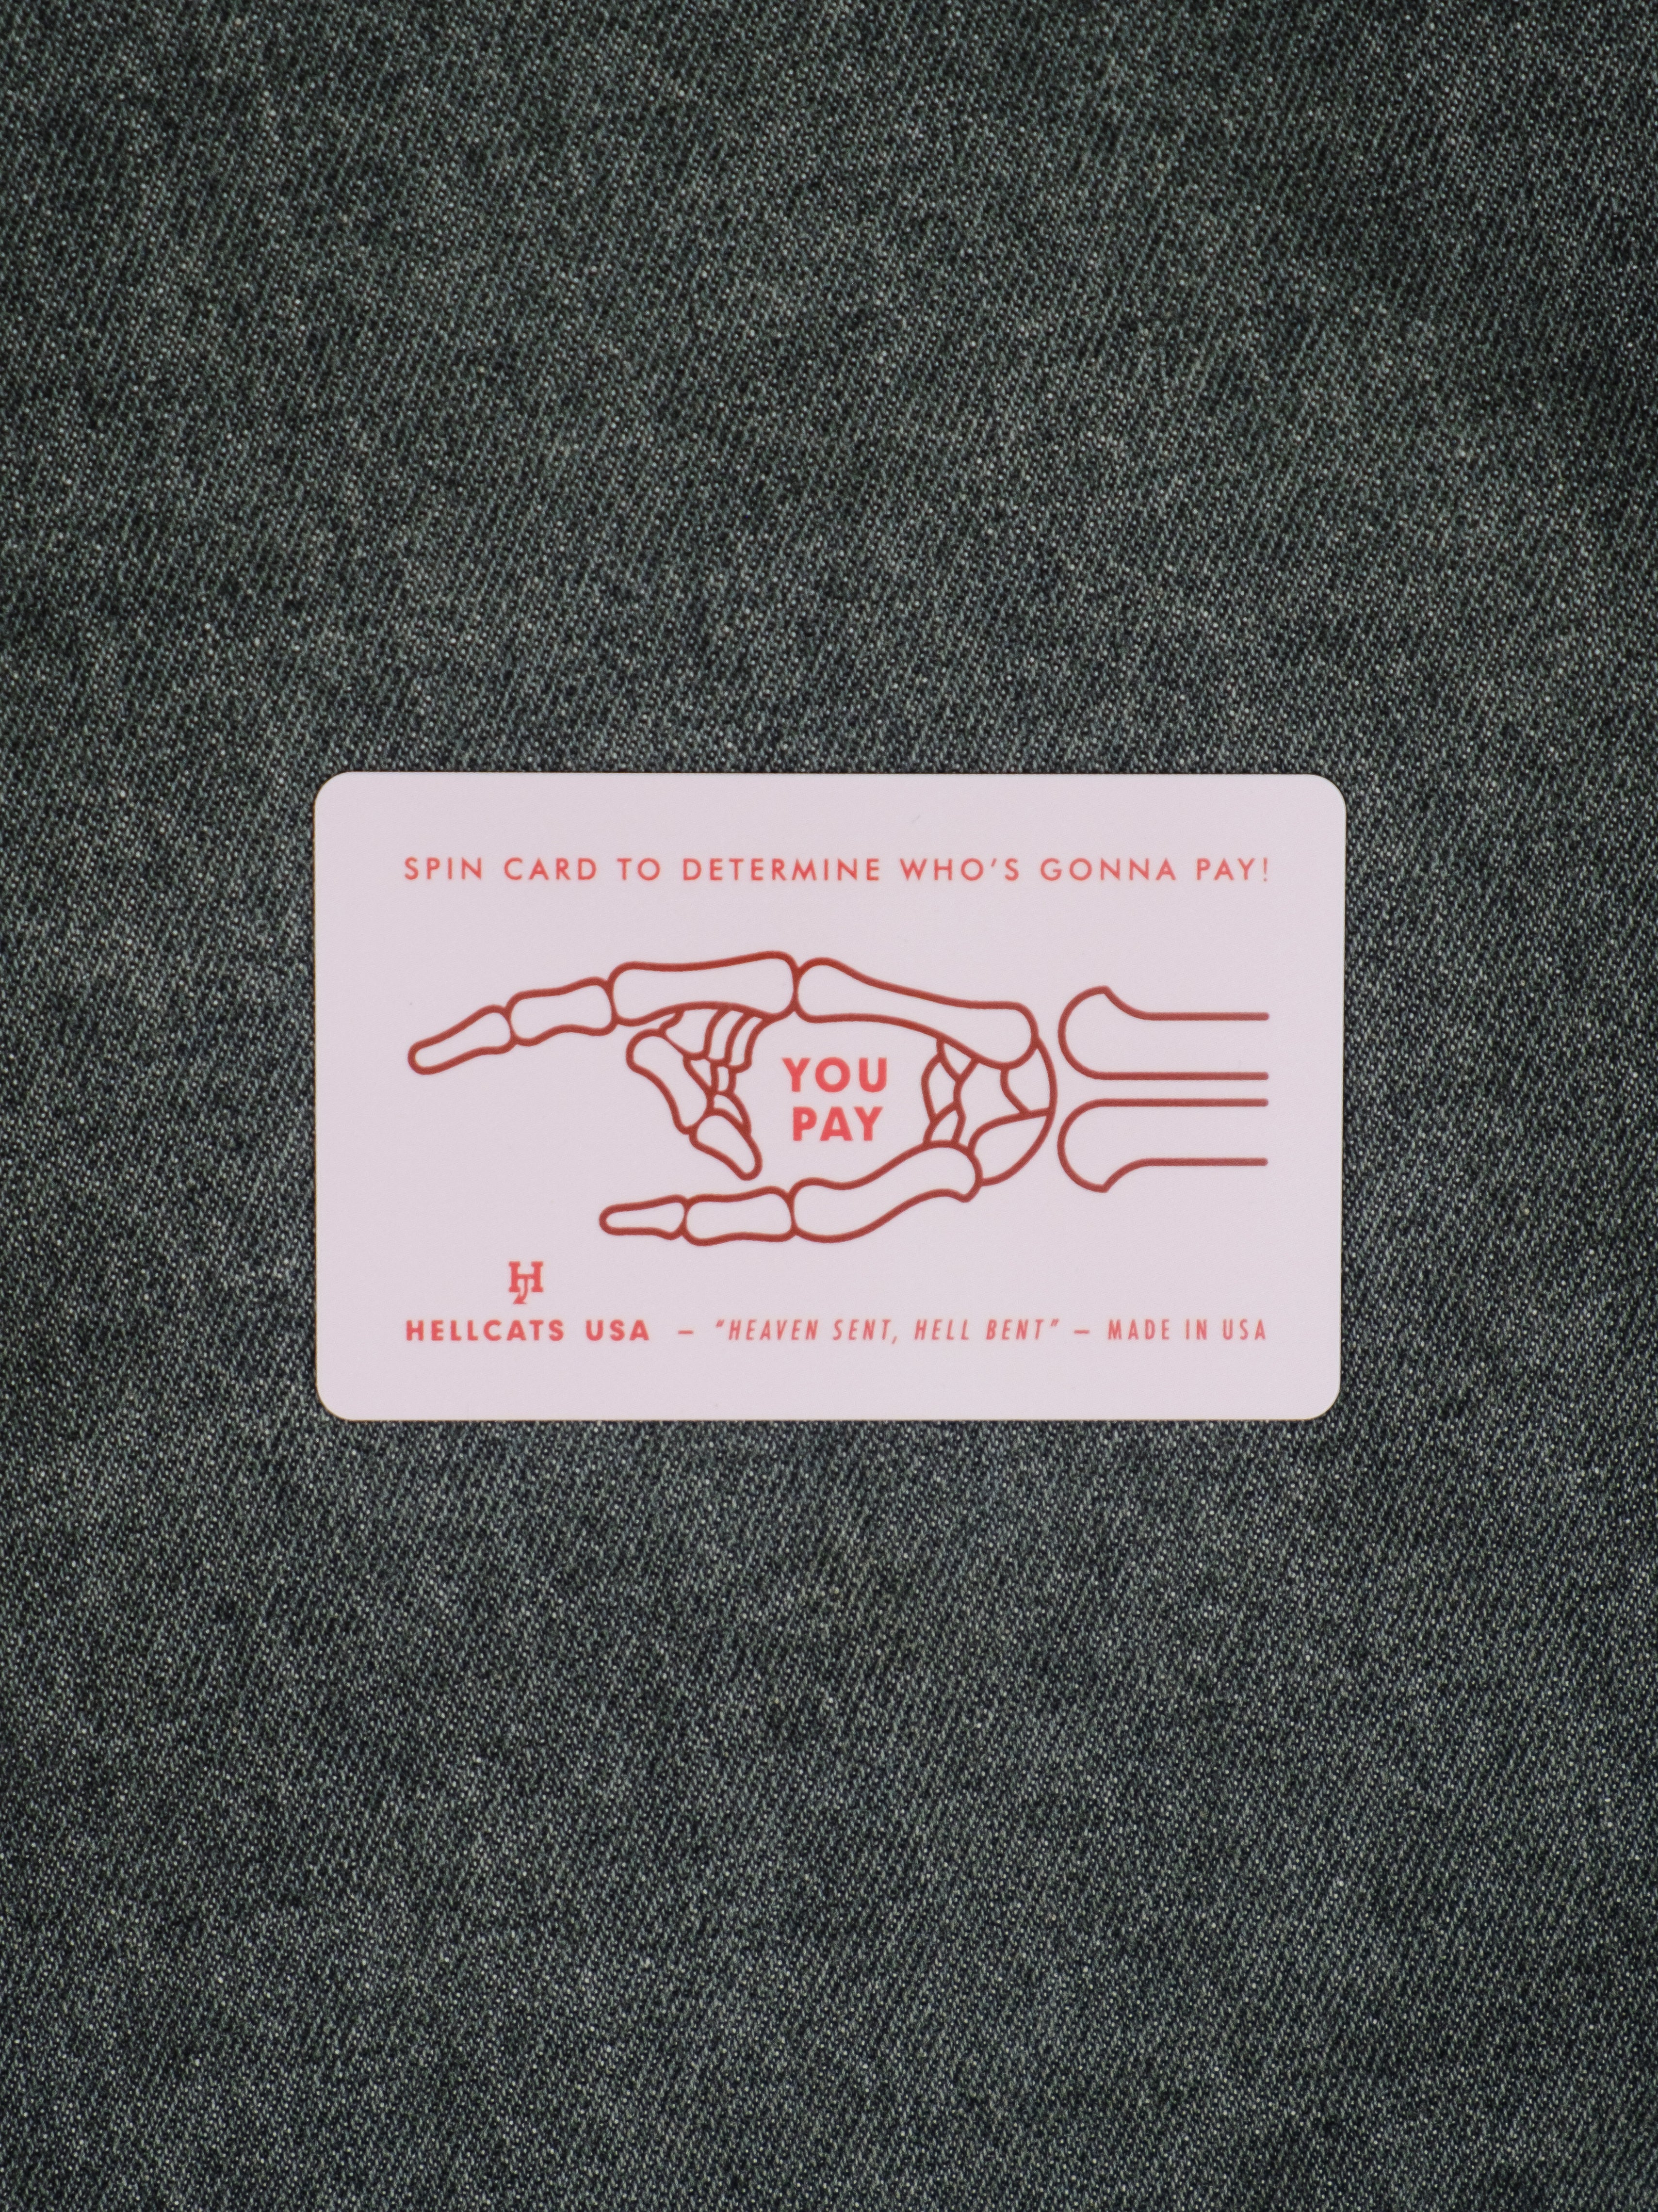 SPIN CARD TO DETERMINE WHO'S GONNA PAY!
YOU
PAY
HELLCATS USA – "HEAVEN SENT, HELL BENT" – MADE IN USA